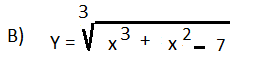 B) Y = ∛(x³ + x² − 7)